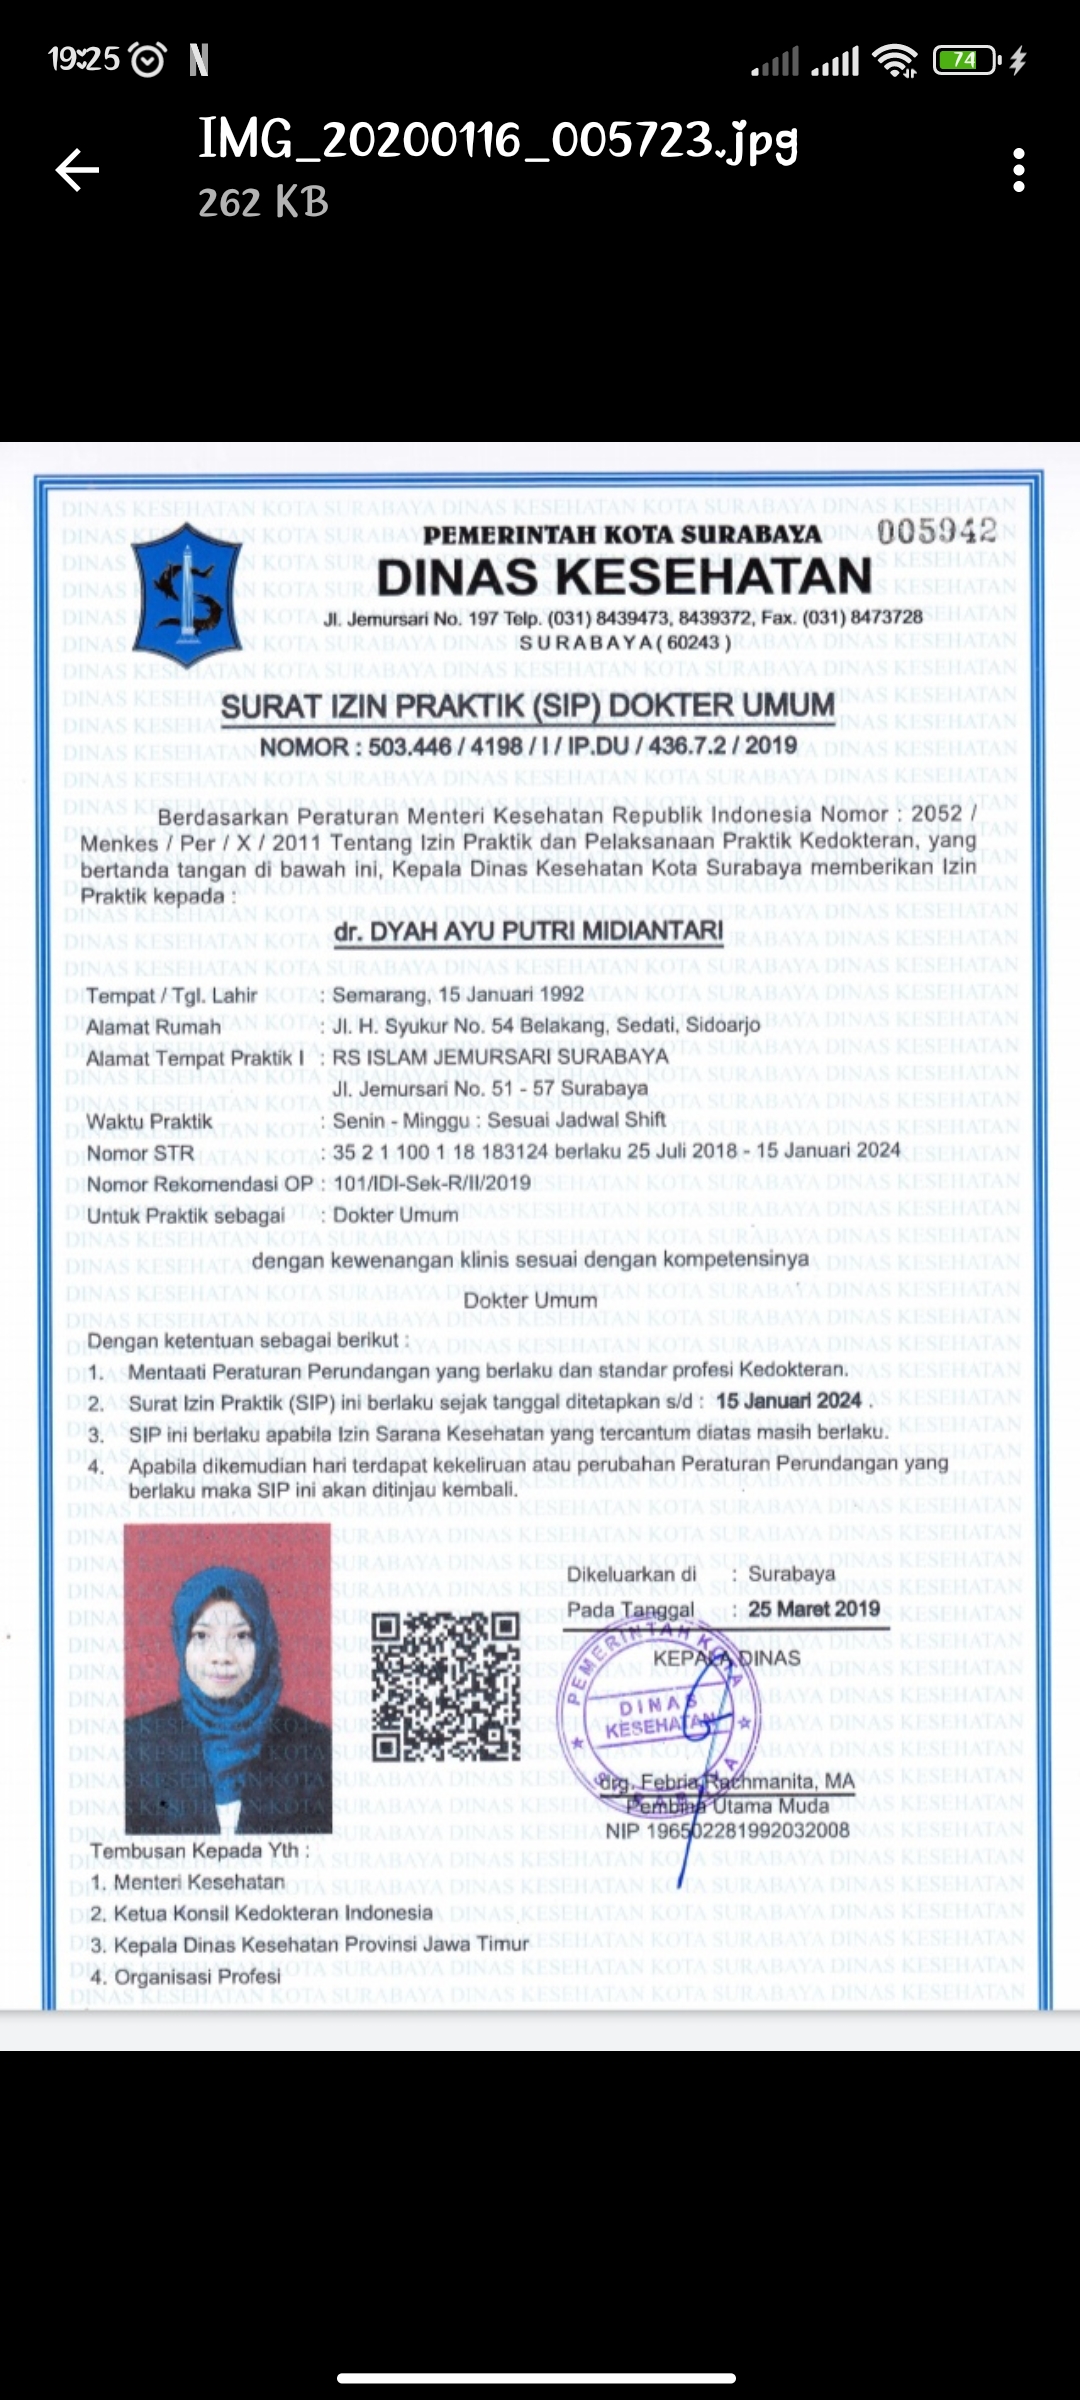 19:25
74
IMG_20200116_005723.jpg
262 KB
005942
PEMERINTAH KOTA SURABAYA
DINAS KESEHATAN
Jl. Jemursari No. 197 Telp. (031) 8439473, 8439372, Fax. (031) 8473728
SURABAYA ( 60243 )
SURAT IZIN PRAKTIK (SIP) DOKTER UMUM
NOMOR : 503.446 / 4198 / I / IP.DU / 436.7.2 / 2019
Berdasarkan Peraturan Menteri Kesehatan Republik Indonesia Nomor : 2052 /
Menkes / Per / X / 2011 Tentang Izin Praktik dan Pelaksanaan Praktik Kedokteran, yang
bertanda tangan di bawah ini, Kepala Dinas Kesehatan Kota Surabaya memberikan Izin
Praktik kepada :
dr. DYAH AYU PUTRI MIDIANTARI
Tempat / Tgl. Lahir : Semarang, 15 Januari 1992
Alamat Rumah : Jl. H. Syukur No. 54 Belakang, Sedati, Sidoarjo
Alamat Tempat Praktik I : RS ISLAM JEMURSARI SURABAYA
Jl. Jemursari No. 51 - 57 Surabaya
Waktu Praktik : Senin - Minggu : Sesuai Jadwal Shift
Nomor STR : 35 2 1 100 1 18 183124 berlaku 25 Juli 2018 - 15 Januari 2024
Nomor Rekomendasi OP : 101/IDI-Sek-R/II/2019
Untuk Praktik sebagai : Dokter Umum
dengan kewenangan klinis sesuai dengan kompetensinya
Dokter Umum
Dengan ketentuan sebagai berikut :
1. Mentaati Peraturan Perundangan yang berlaku dan standar profesi Kedokteran.
2. Surat Izin Praktik (SIP) ini berlaku sejak tanggal ditetapkan s/d : 15 Januari 2024 .
3. SIP ini berlaku apabila Izin Sarana Kesehatan yang tercantum diatas masih berlaku.
4. Apabila dikemudian hari terdapat kekeliruan atau perubahan Peraturan Perundangan yang
berlaku maka SIP ini akan ditinjau kembali.
Dikeluarkan di : Surabaya
Pada Tanggal : 25 Maret 2019
KEPALA DINAS
PEMERINTAH KOTA
DINAS
KESEHATAN
SURABAYA
drg. Febria Rachmanita, MA
Pembina Utama Muda
NIP 196502281992032008
Tembusan Kepada Yth :
1. Menteri Kesehatan
2. Ketua Konsil Kedokteran Indonesia
3. Kepala Dinas Kesehatan Provinsi Jawa Timur
4. Organisasi Profesi